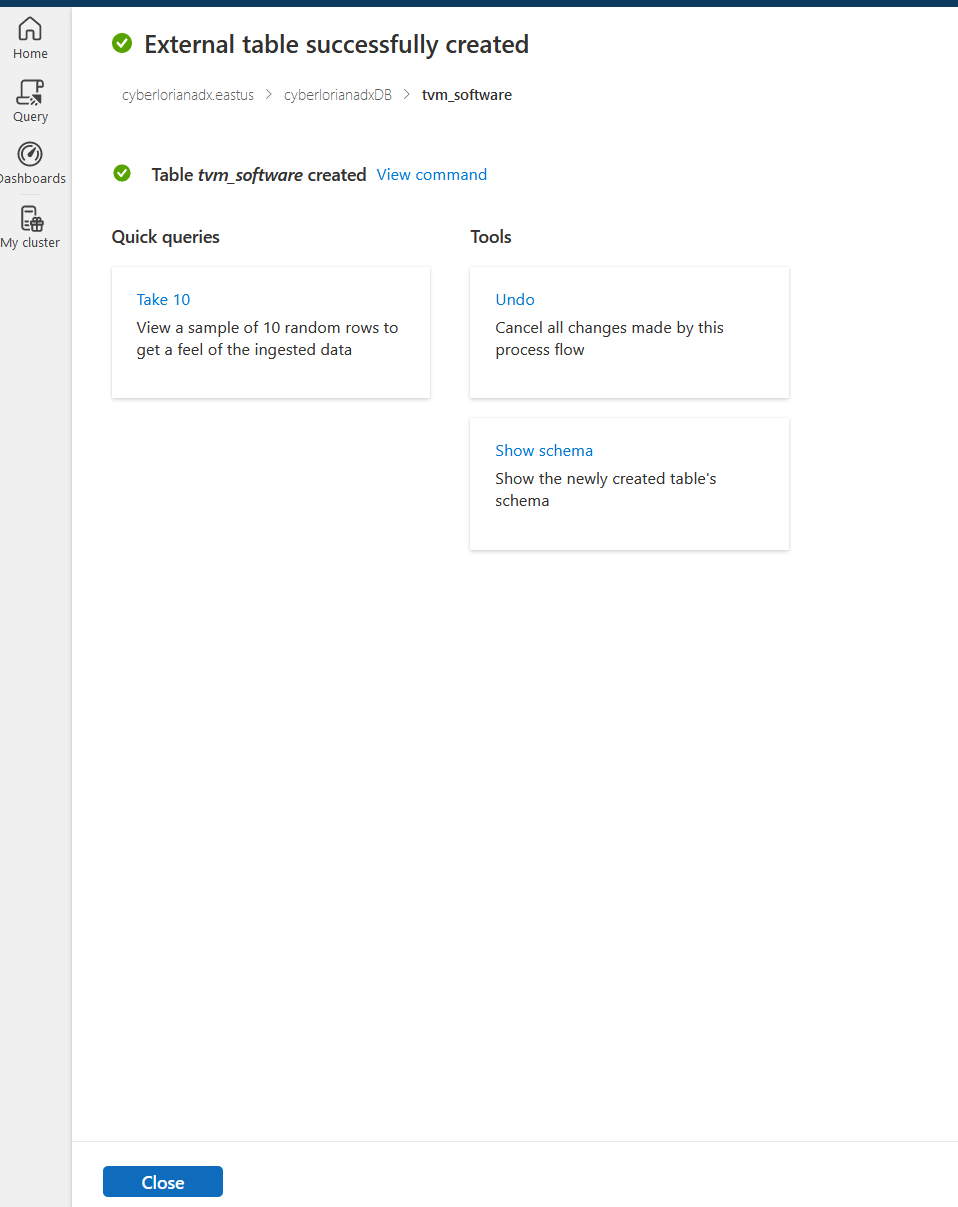 Home
Query
Dashboards
My cluster
External table successfully created
cyberlorianadx.eastus > cyberlorianadxDB > tvm_software
Table tvm_software created View command
Quick queries
Take 10
View a sample of 10 random rows to
get a feel of the ingested data
Tools
Undo
Cancel all changes made by this
process flow
Show schema
Show the newly created table's
schema
Close